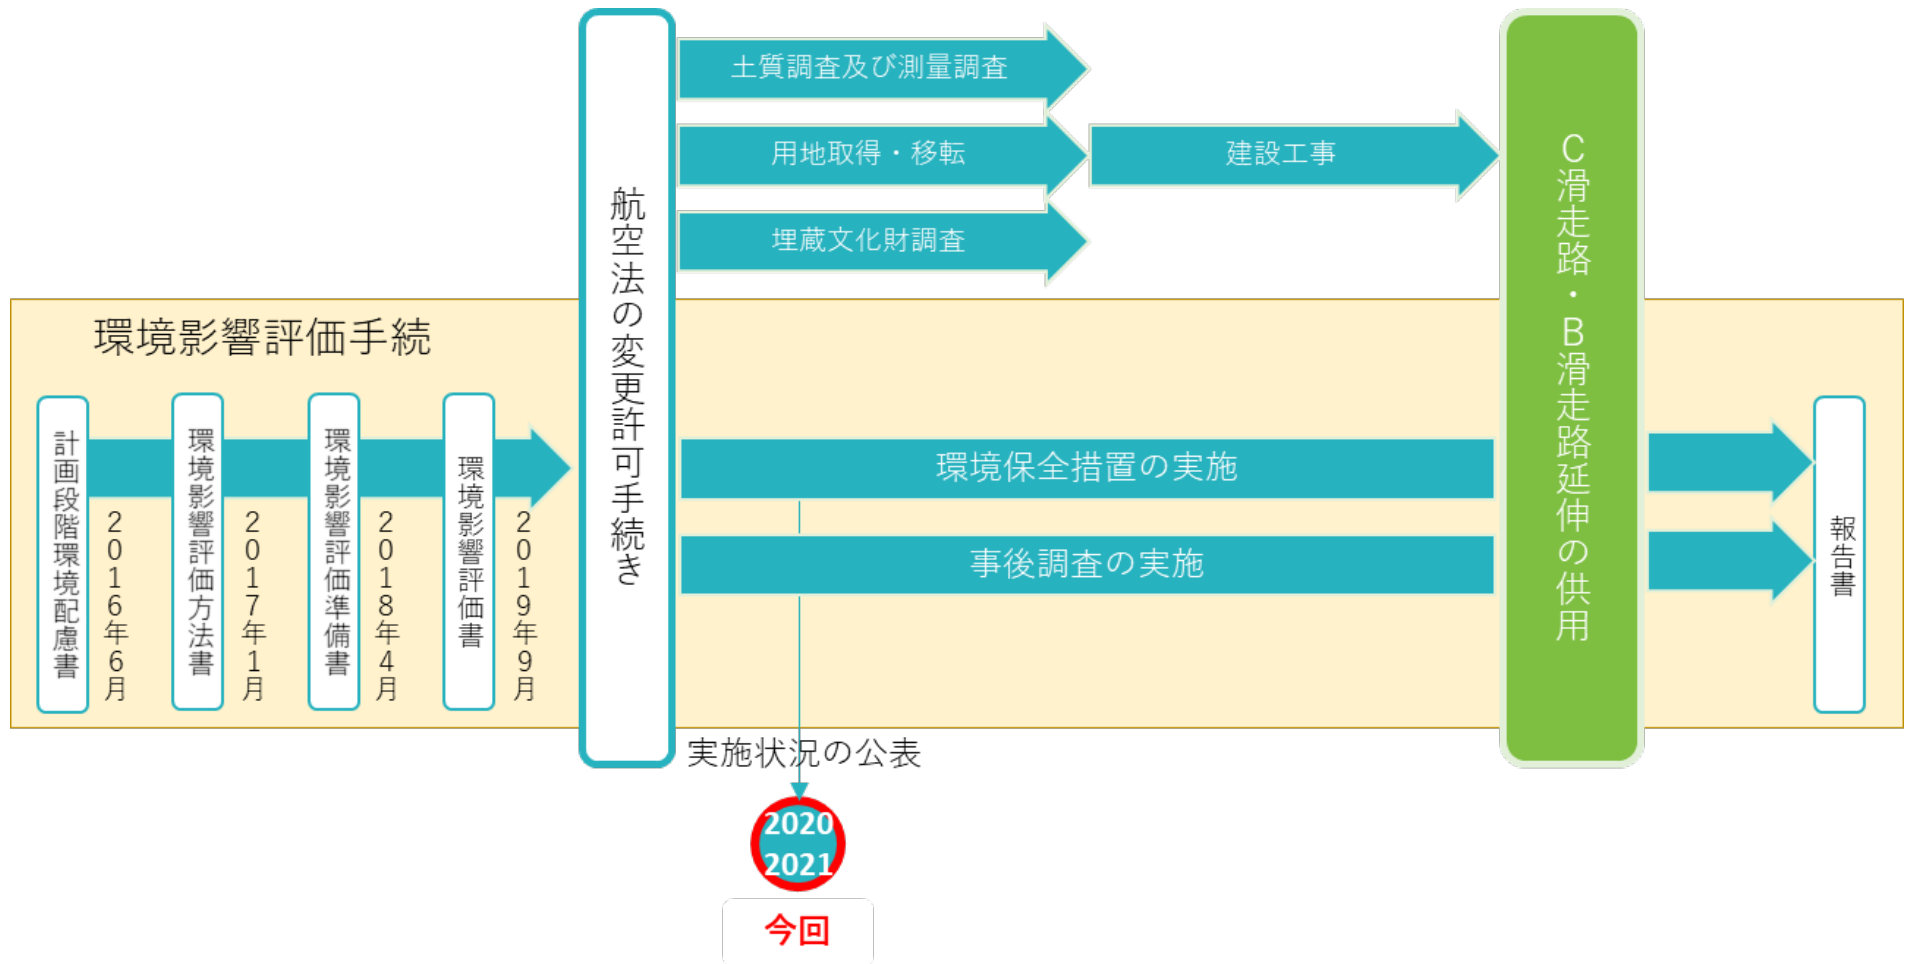 土質調査及び測量調査
用地取得・移転
建設工事
埋蔵文化財調査
航空法の変更許可手続き
C滑走路・B滑走路延伸の供用
環境影響評価手続
計画段階環境配慮書
2016年6月
環境影響評価方法書
2017年1月
環境影響評価準備書
2018年4月
環境影響評価書
2019年9月
環境保全措置の実施
事後調査の実施
報告書
実施状況の公表
2020
2021
今回